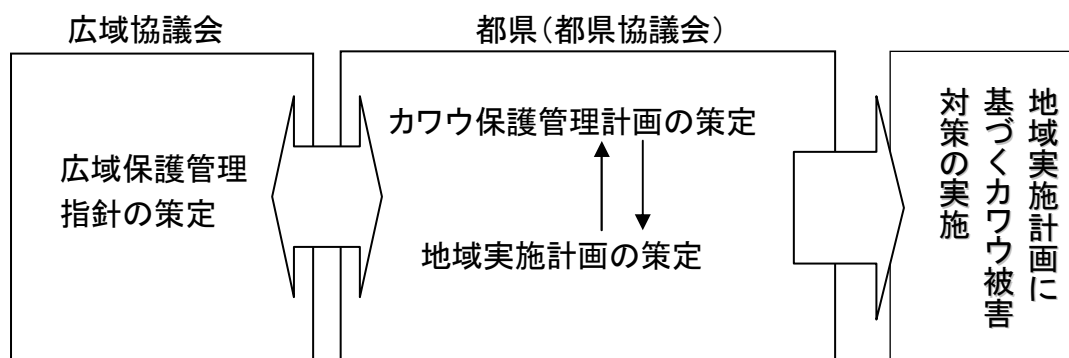 広域協議会
広域保護管理
指針の策定
都県（都県協議会）
カワウ保護管理計画の策定
地域実施計画の策定
地域実施計画に
基づくカワウ被害
対策の実施